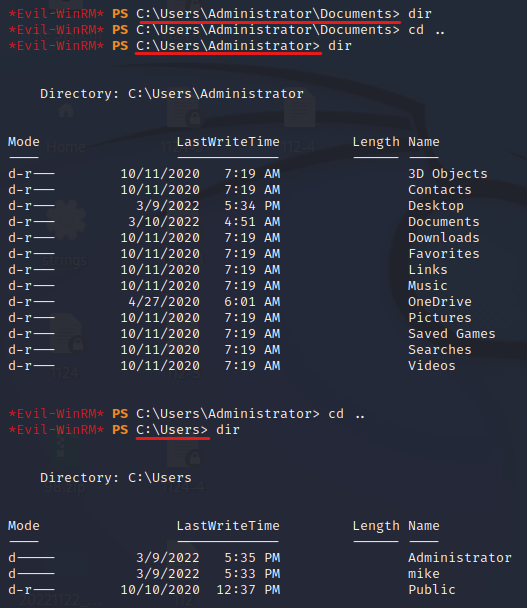 *Evil-WinRM* PS C:\Users\Administrator\Documents> dir
*Evil-WinRM* PS C:\Users\Administrator\Documents> cd ..
*Evil-WinRM* PS C:\Users\Administrator> dir
Directory: C:\Users\Administrator
Mode LastWriteTime Length Name
---- ------------- ------ ----
d-r--- 10/11/2020 7:19 AM 3D Objects
d-r--- 10/11/2020 7:19 AM Contacts
d-r--- 3/9/2022 5:34 PM Desktop
d-r--- 3/10/2022 4:51 AM Documents
d-r--- 10/11/2020 7:19 AM Downloads
d-r--- 10/11/2020 7:19 AM Favorites
d-r--- 10/11/2020 7:19 AM Links
d-r--- 10/11/2020 7:19 AM Music
d-r--- 4/27/2020 6:01 AM OneDrive
d-r--- 10/11/2020 7:19 AM Pictures
d-r--- 10/11/2020 7:19 AM Saved Games
d-r--- 10/11/2020 7:19 AM Searches
d-r--- 10/11/2020 7:19 AM Videos
*Evil-WinRM* PS C:\Users\Administrator> cd ..
*Evil-WinRM* PS C:\Users> dir
Directory: C:\Users
Mode LastWriteTime Length Name
---- ------------- ------ ----
d----- 3/9/2022 5:35 PM Administrator
d----- 3/9/2022 5:33 PM mike
d-r--- 10/10/2020 12:37 PM Public